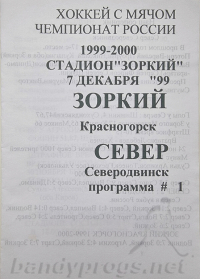 ХОККЕЙ С МЯЧОМ
ЧЕМПИОНАТ РОССИИ
1999-2000
СТАДИОН"ЗОРКИЙ"
7 ДЕКАБРЯ "99
ЗОРКИЙ
Красногорск
СЕВЕР
Северодвинск
программа # 1
bandyprogs.net